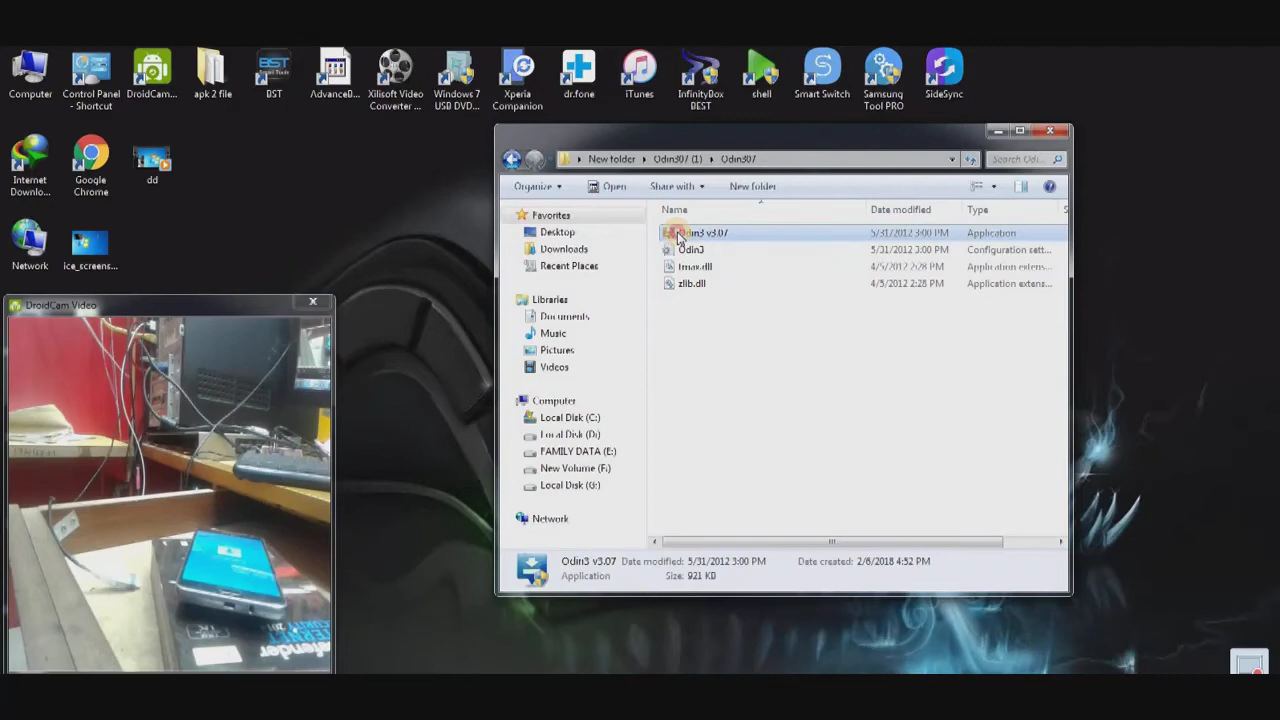 Computer
Control Panel - Shortcut
DroidCam...
apk 2 file
BST
AdvanceB...
Xilisoft Video Converter ...
Windows 7 USB DVD...
Xperia Companion
dr.fone
iTunes
InfinityBox BEST
shell
Smart Switch
Samsung Tool PRO
SideSync
Internet Downlo...
Google Chrome
dd
Network
ice_screens...
DroidCam Video
New folder
Odin307 (1)
Odin307
Search Odi...
Organize
Open
Share with
New folder
Name
Date modified
Type
Favorites
Desktop
Downloads
Recent Places
Libraries
Documents
Music
Pictures
Videos
Computer
Local Disk (C:)
Local Disk (D:)
FAMILY DATA (E:)
New Volume (F:)
Local Disk (G:)
Network
Odin3 v3.07 5/31/2012 3:00 PM Application
Odin3 5/31/2012 3:00 PM Configuration sett...
tmax.dll 4/5/2012 2:28 PM Application extens...
zlib.dll 4/5/2012 2:28 PM Application extens...
Odin3 v3.07 Date modified: 5/31/2012 3:00 PM Date created: 2/6/2018 4:52 PM
Application Size: 921 KB